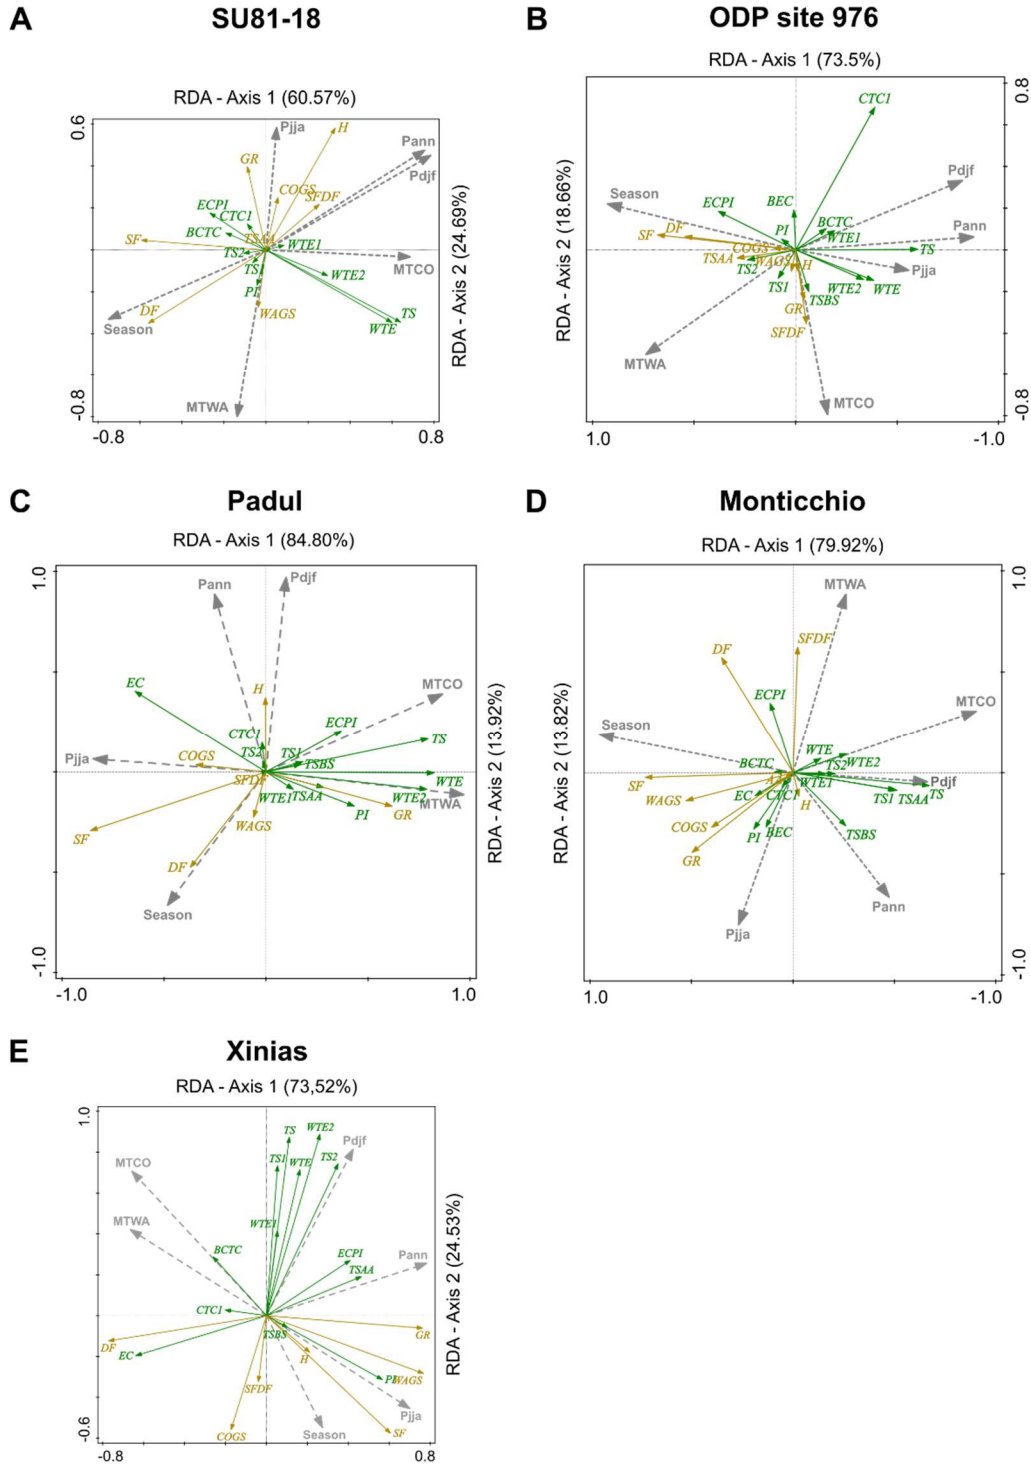 A
SU81-18
RDA - Axis 1 (60.57%)
0.6
Pjja
H
Pann
GR
Pdjf
COGS
SFDF
ECPI
CTC1
BCTC
SF
WTE1
TS2
MTCO
TS1
WTE2
PI
DF
WAGS
TS
Season
WTE
MTWA
-0.8
RDA - Axis 2 (24.69%)
-0.8
0.8
B
ODP site 976
RDA - Axis 1 (73.5%)
0.8
CTC1
Pdjf
Season
ECPI
BEC
BCTC
Pann
SF
DF
PI
WTE1
COGS
TS
TSAA
WAGS
H
TS2
Pjja
TS1
WTE2
WTE
TSBS
GR
SFDF
MTWA
MTCO
-0.8
RDA - Axis 2 (18.66%)
1.0
-1.0
C
Padul
RDA - Axis 1 (84.80%)
1.0
Pann
Pdjf
EC
H
MTCO
ECPI
CTC1
TS
TS2
TS1
Pjja
COGS
TSBS
SFDF
WTE
WTE1
TSAA
WTE2
MTWA
WAGS
PI
GR
SF
DF
Season
-1.0
RDA - Axis 2 (13.92%)
-1.0
1.0
D
Monticchio
RDA - Axis 1 (79.92%)
1.0
MTWA
DF
SFDF
ECPI
MTCO
Season
WTE
BCTC
TS2
WTE2
SF
WTE1
Pdjf
WAGS
EC
CTC1
H
TS1
TSAA
TS
COGS
PI
BEC
TSBS
GR
Pann
Pjja
-1.0
RDA - Axis 2 (13.82%)
1.0
-1.0
E
Xinias
RDA - Axis 1 (73,52%)
1.0
TS
WTE2
Pdjf
MTCO
TS1
WTE
TS2
MTWA
WTE1
BCTC
ECPI
Pann
TSAA
CTC1
TSBS
GR
DF
EC
H
SFDF
PI
WAGS
Pjja
COGS
Season
SF
-0.6
RDA - Axis 2 (24.53%)
-0.8
0.8